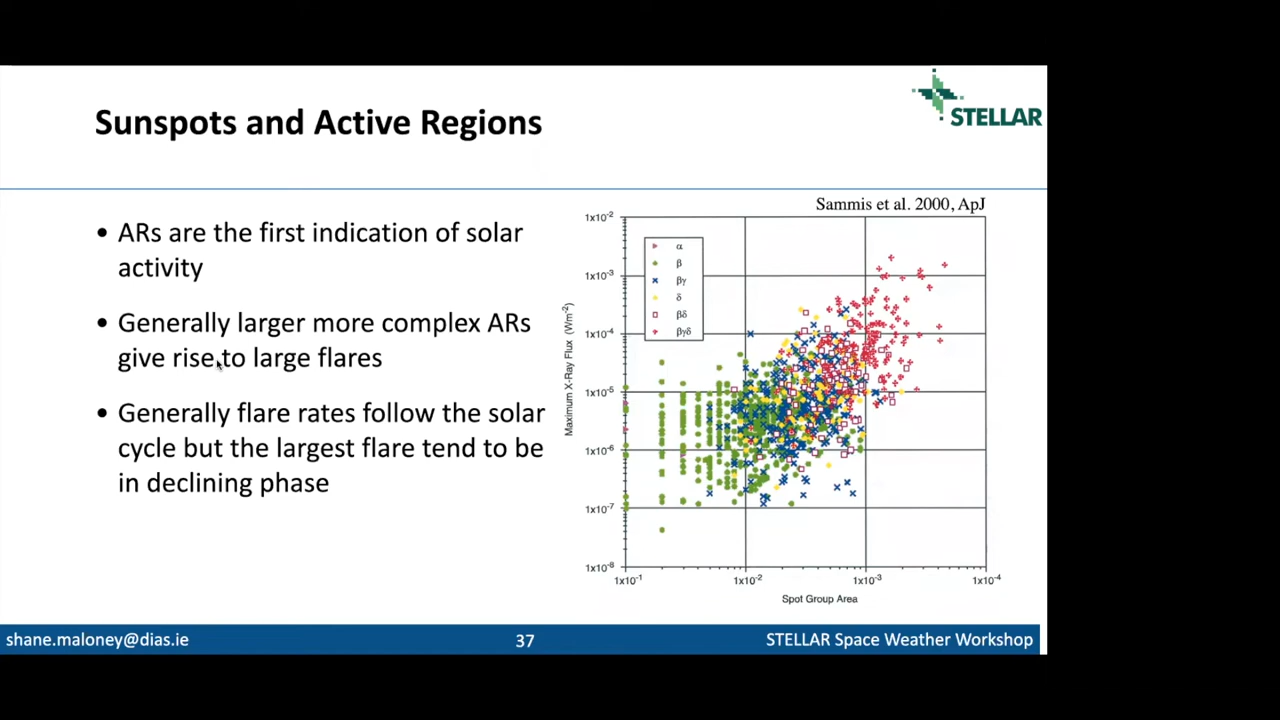 STELLAR
Sunspots and Active Regions
• ARs are the first indication of solar
activity
• Generally larger more complex ARs
give rise to large flares
• Generally flare rates follow the solar
cycle but the largest flare tend to be
in declining phase
Sammis et al. 2000, ApJ
1x10-2
1x10-3
1x10-4
1x10-5
1x10-6
1x10-7
1x10-8
Maximum X-Ray Flux (Wm-2)
α
β
βγ
δ
βδ
βγδ
1x10-1 1x10-2 1x10-3 1x10-4
Spot Group Area
shane.maloney@dias.ie 37 STELLAR Space Weather Workshop